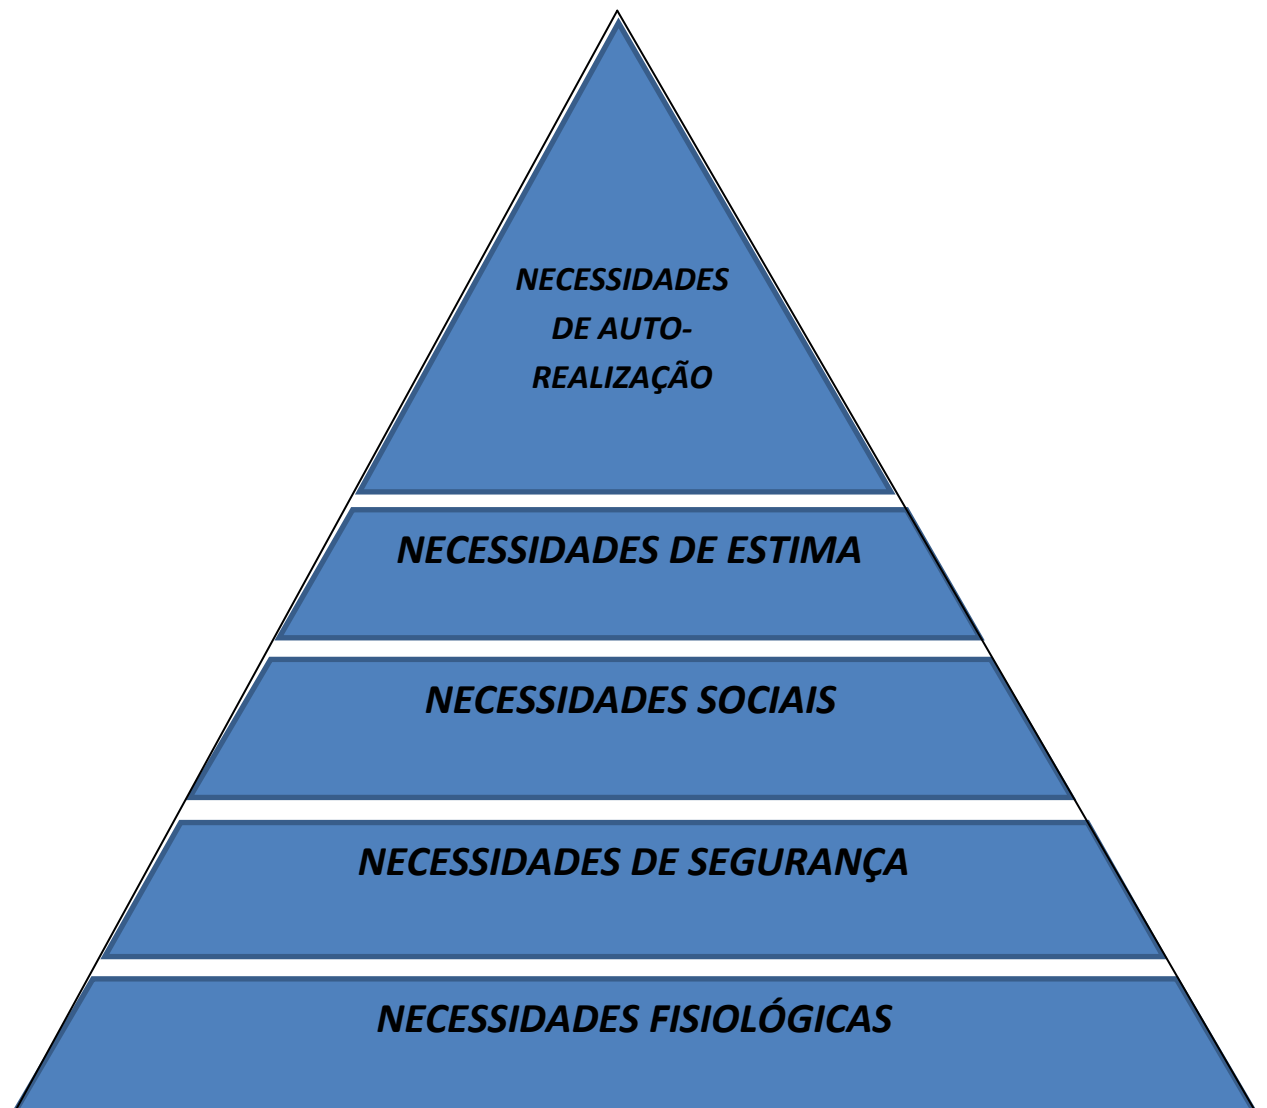 NECESSIDADES
DE AUTO-
REALIZAÇÃO
NECESSIDADES DE ESTIMA
NECESSIDADES SOCIAIS
NECESSIDADES DE SEGURANÇA
NECESSIDADES FISIOLÓGICAS